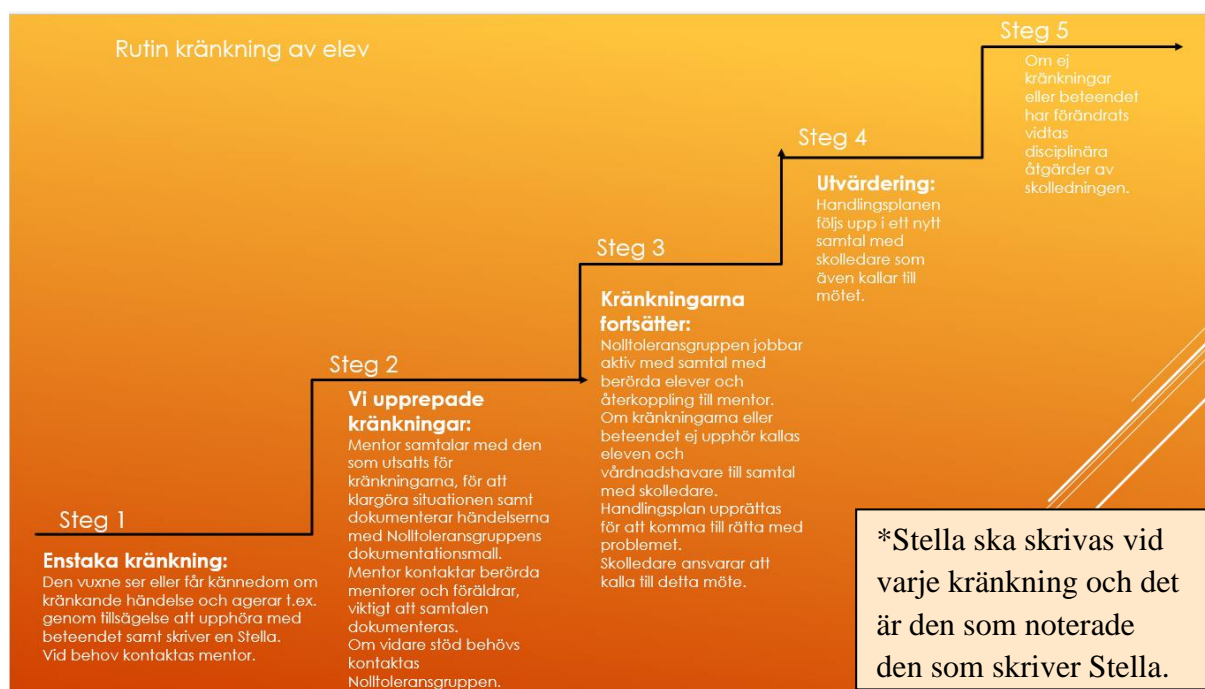 Rutin kränkning av elev
Steg 1
Enstaka kränkning:
Den vuxne ser eller får kännedom om
kränkande händelse och agerar t.ex.
genom tillsägelse att upphöra med
beteendet samt skriver en Stella.
Vid behov kontaktas mentor.
Steg 2
Vi upprepade
kränkningar:
Mentor samtalar med den
som utsatts för
kränkningarna, för att
klargöra situationen samt
dokumenterar händelserna
med Nolltoleransgruppens
dokumentationsmall.
Mentor kontaktar berörda
mentorer och föräldrar,
viktigt att samtalen
dokumenteras.
Om vidare stöd behövs
kontaktas
Nolltoleransgruppen.
Steg 3
Kränkningarna
fortsätter:
Nolltoleransgruppen jobbar
aktiv med samtal med
berörda elever och
återkoppling till mentor.
Om kränkningarna eller
beteendet ej upphör kallas
eleven och
vårdnadshavare till samtal
med skolledare.
Handlingsplan upprättas
för att komma till rätta med
problemet.
Skolledare ansvarar att
kalla till detta möte.
Steg 4
Utvärdering:
Handlingsplanen
följs upp i ett nytt
samtal med
skolledare som
även kallar till
mötet.
Steg 5
Om ej
kränkningar
eller beteendet
har förändrats
vidtas
disciplinära
åtgärder av
skolledningen.
*Stella ska skrivas vid
varje kränkning och det
är den som noterade
den som skriver Stella.